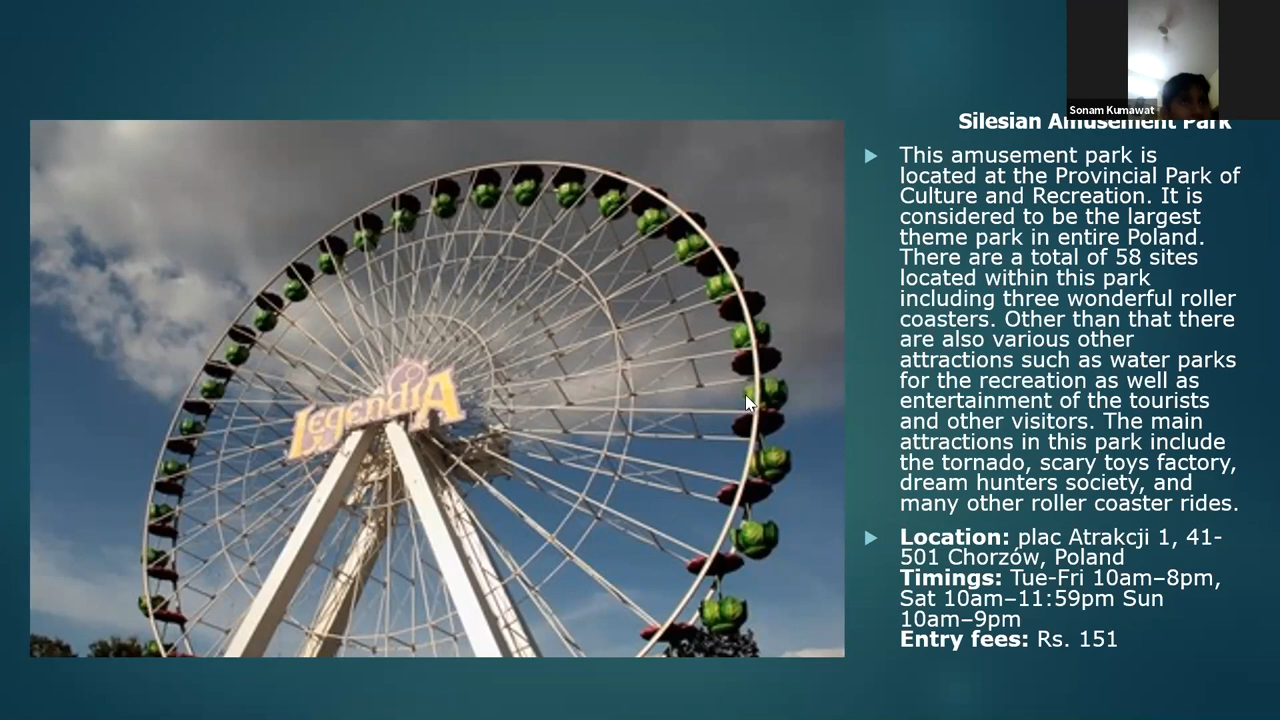 Sonam Kumawat
Silesian Amusement Park
This amusement park is
located at the Provincial Park of
Culture and Recreation. It is
considered to be the largest
theme park in entire Poland.
There are a total of 58 sites
located within this park
including three wonderful roller
coasters. Other than that there
are also various other
attractions such as water parks
for the recreation as well as
entertainment of the tourists
and other visitors. The main
attractions in this park include
the tornado, scary toys factory,
dream hunters society, and
many other roller coaster rides.
Location: plac Atrakcji 1, 41-
501 Chorzów, Poland
Timings: Tue-Fri 10am–8pm,
Sat 10am–11:59pm Sun
10am–9pm
Entry fees: Rs. 151
LegendiA